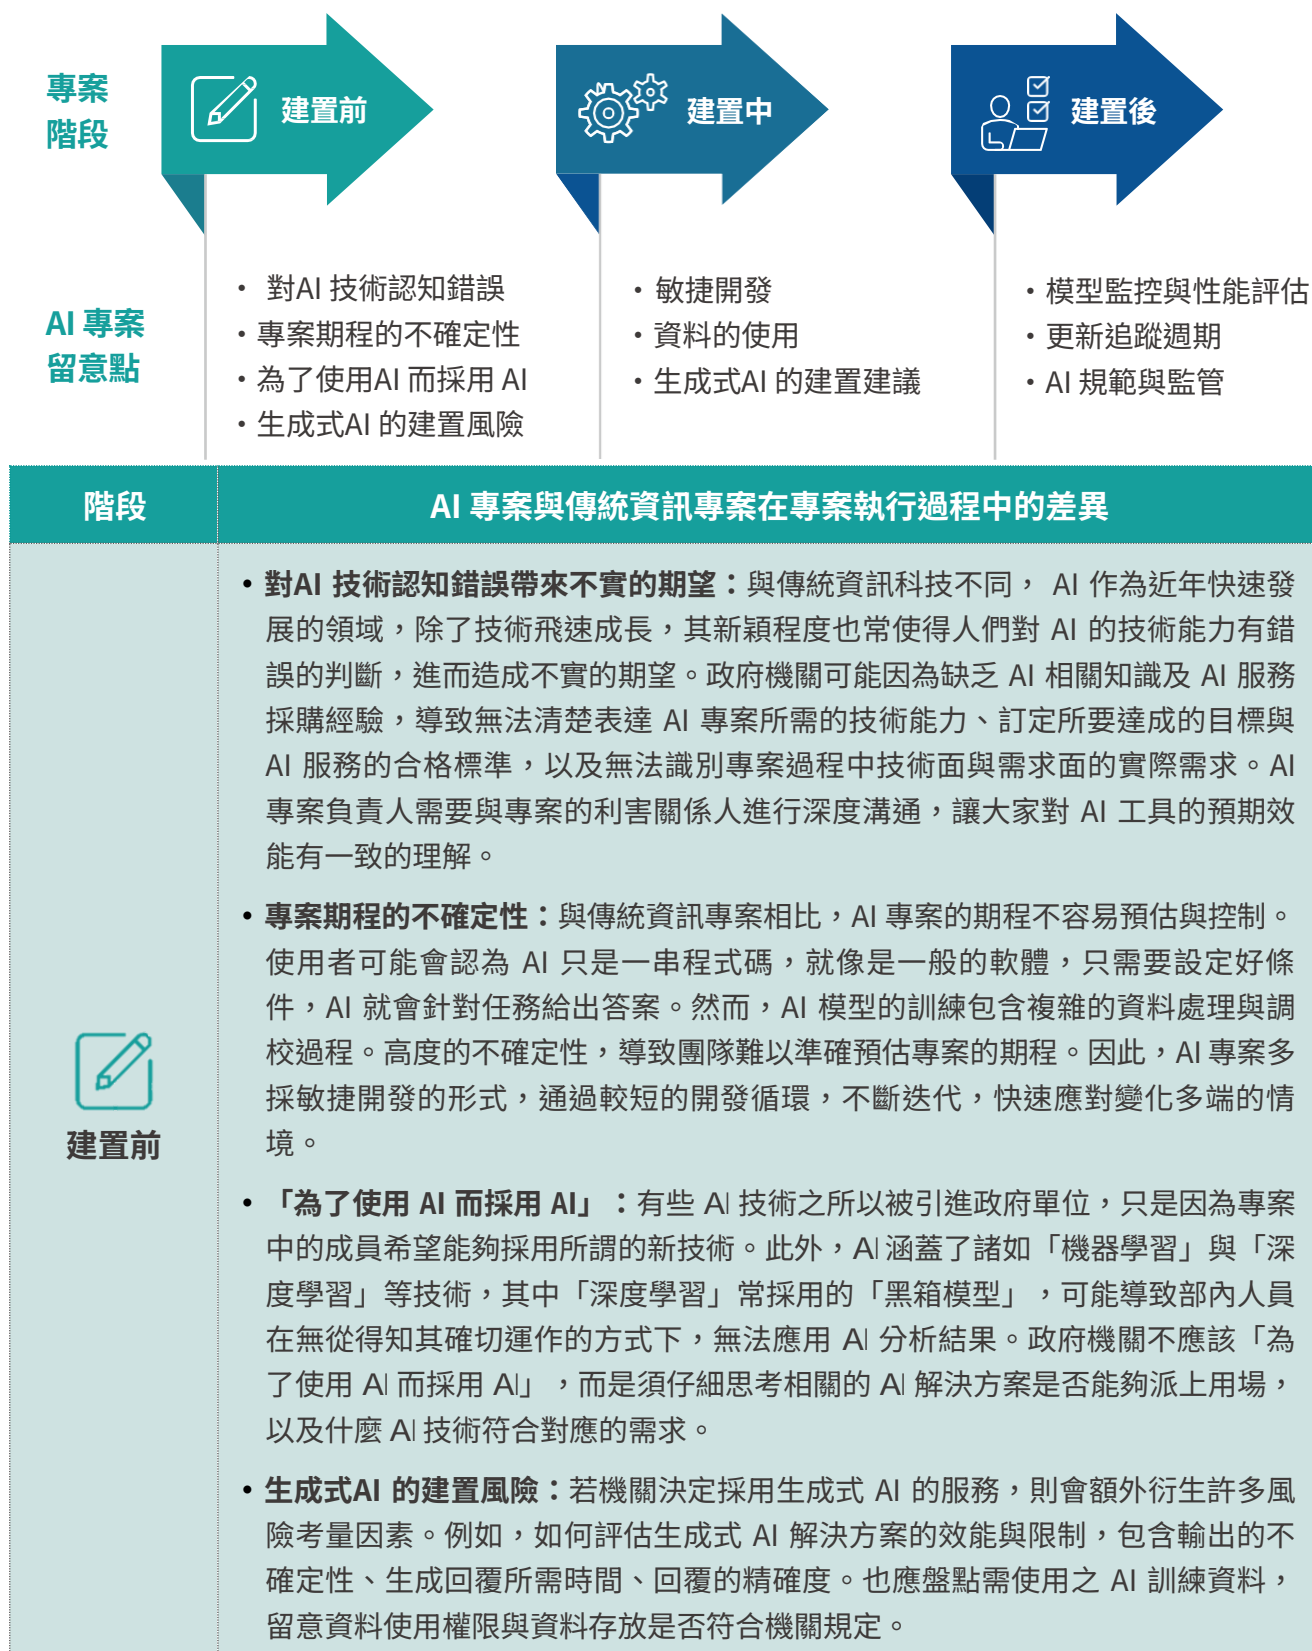 專案
階段
建置前
建置中
建置後
AI 專案
留意點
• 對AI 技術認知錯誤
• 專案期程的不確定性
• 為了使用AI 而採用 AI
• 生成式AI 的建置風險
• 敏捷開發
• 資料的使用
• 生成式AI 的建置建議
• 模型監控與性能評估
• 更新追蹤週期
• AI 規範與監管
階段
AI 專案與傳統資訊專案在專案執行過程中的差異
建置前
• 對AI 技術認知錯誤帶來不實的期望：與傳統資訊科技不同， AI 作為近年快速發
展的領域，除了技術飛速成長，其新穎程度也常使得人們對 AI 的技術能力有錯
誤的判斷，進而造成不實的期望。政府機關可能因為缺乏 AI 相關知識及 AI 服務
採購經驗，導致無法清楚表達 AI 專案所需的技術能力、訂定所要達成的目標與
AI 服務的合格標準，以及無法識別專案過程中技術面與需求面的實際需求。AI
專案負責人需要與專案的利害關係人進行深度溝通，讓大家對 AI 工具的預期效
能有一致的理解。
• 專案期程的不確定性：與傳統資訊專案相比，AI 專案的期程不容易預估與控制。
使用者可能會認為 AI 只是一串程式碼，就像是一般的軟體，只需要設定好條
件，AI 就會針對任務給出答案。然而，AI 模型的訓練包含複雜的資料處理與調
校過程。高度的不確定性，導致團隊難以準確預估專案的期程。因此，AI 專案多
採敏捷開發的形式，通過較短的開發循環，不斷迭代，快速應對變化多端的情
境。
• 「為了使用 AI 而採用 AI」：有些 AI 技術之所以被引進政府單位，只是因為專案
中的成員希望能夠採用所謂的新技術。此外，AI 涵蓋了諸如「機器學習」與「深
度學習」等技術，其中「深度學習」常採用的「黑箱模型」，可能導致部內人員
在無從得知其確切運作的方式下，無法應用 AI 分析結果。政府機關不應該「為
了使用 AI 而採用 AI」，而是須仔細思考相關的 AI 解決方案是否能夠派上用場，
以及什麼 AI 技術符合對應的需求。
• 生成式AI 的建置風險：若機關決定採用生成式 AI 的服務，則會額外衍生許多風
險考量因素。例如，如何評估生成式 AI 解決方案的效能與限制，包含輸出的不
確定性、生成回覆所需時間、回覆的精確度。也應盤點需使用之 AI 訓練資料，
留意資料使用權限與資料存放是否符合機關規定。